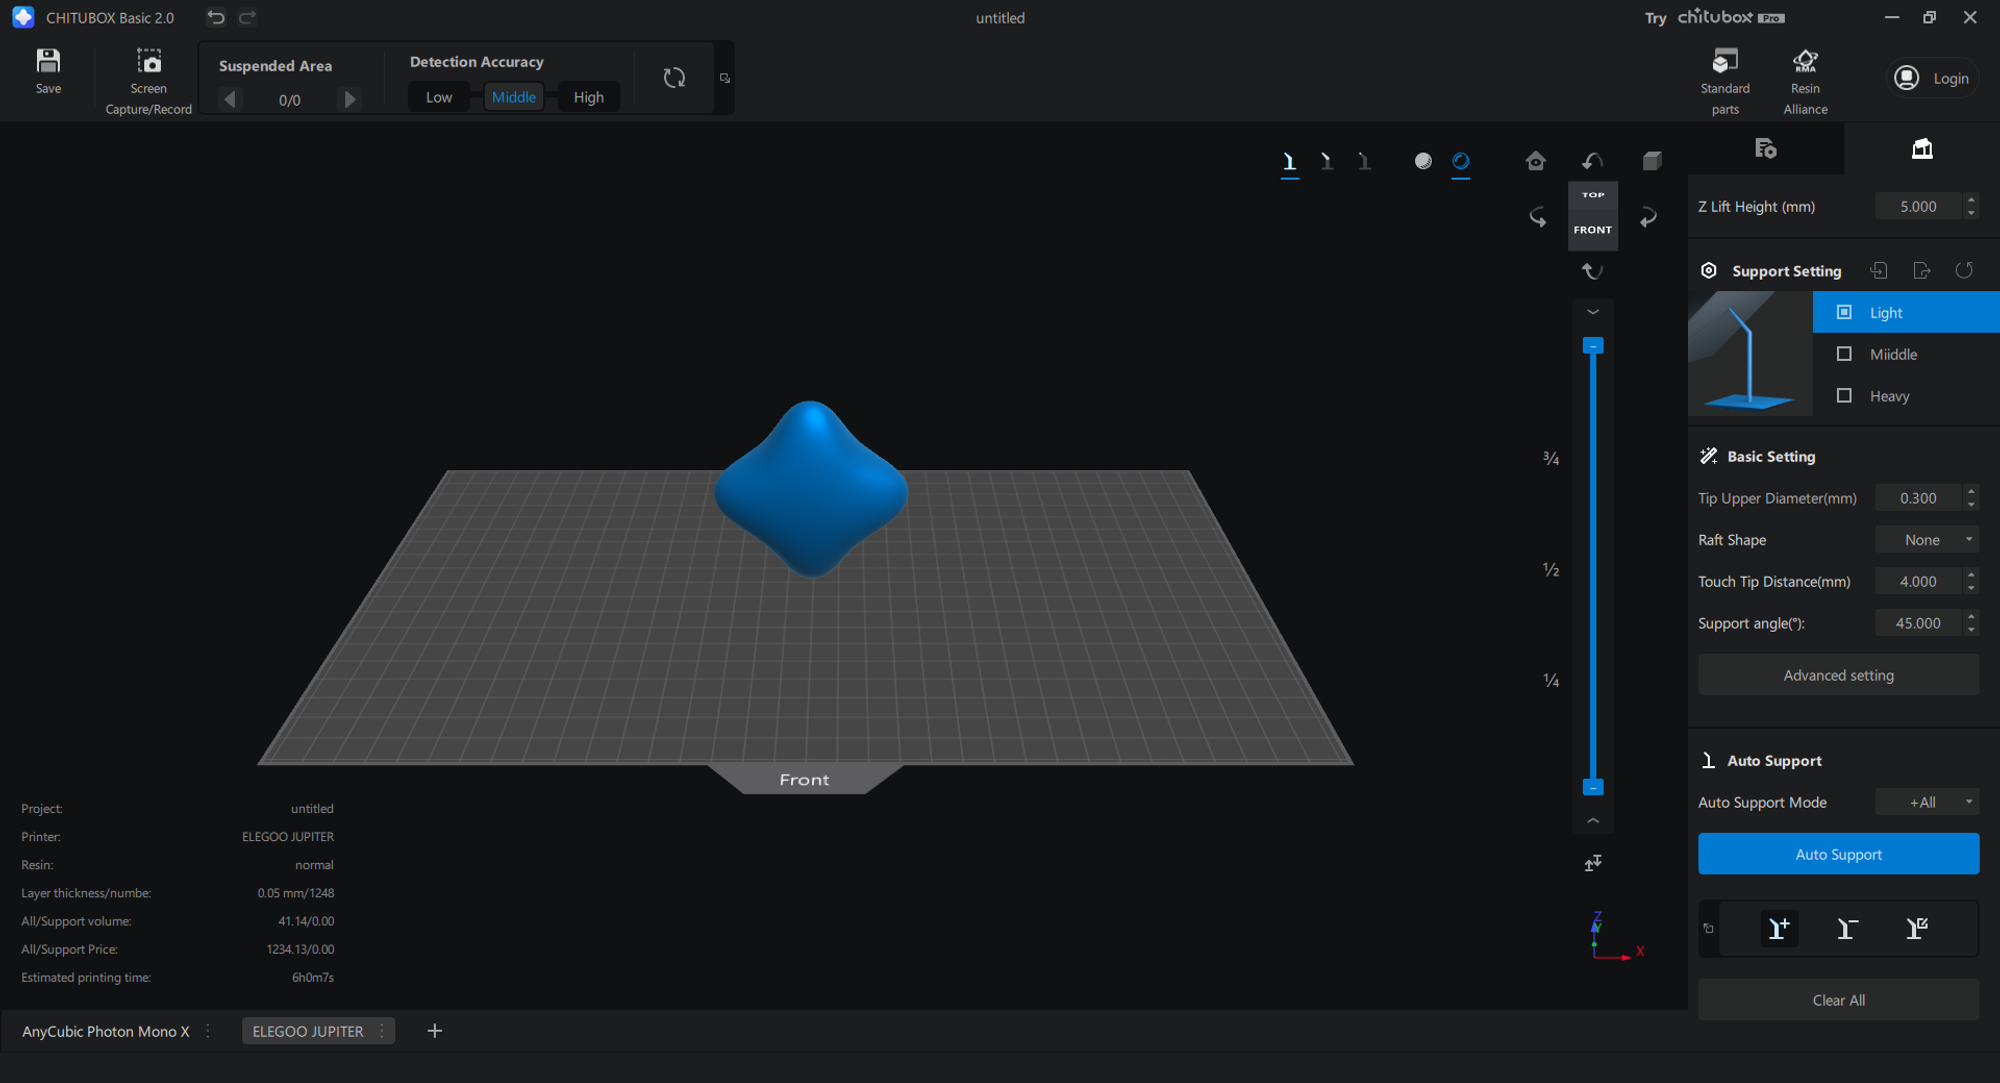 CHITUBOX Basic 2.0
untitled
Try chitubox Pro
Save
Screen
Capture/Record
Suspended Area
0/0
Detection Accuracy
Low
Middle
High
Standard
parts
RMA
Resin
Alliance
Login
TOP
FRONT
3/4
1/2
1/4
Front
Z
Y
X
Z Lift Height (mm)
5.000
Support Setting
Light
Miiddle
Heavy
Basic Setting
Tip Upper Diameter(mm)
0.300
Raft Shape
None
Touch Tip Distance(mm)
4.000
Support angle(°):
45.000
Advanced setting
Auto Support
Auto Support Mode
+All
Auto Support
Clear All
Project: untitled
Printer: ELEGOO JUPITER
Resin: normal
Layer thickness/numbe: 0.05 mm/1248
All/Support volume: 41.14/0.00
All/Support Price: 1234.13/0.00
Estimated printing time: 6h0m7s
AnyCubic Photon Mono X
ELEGOO JUPITER